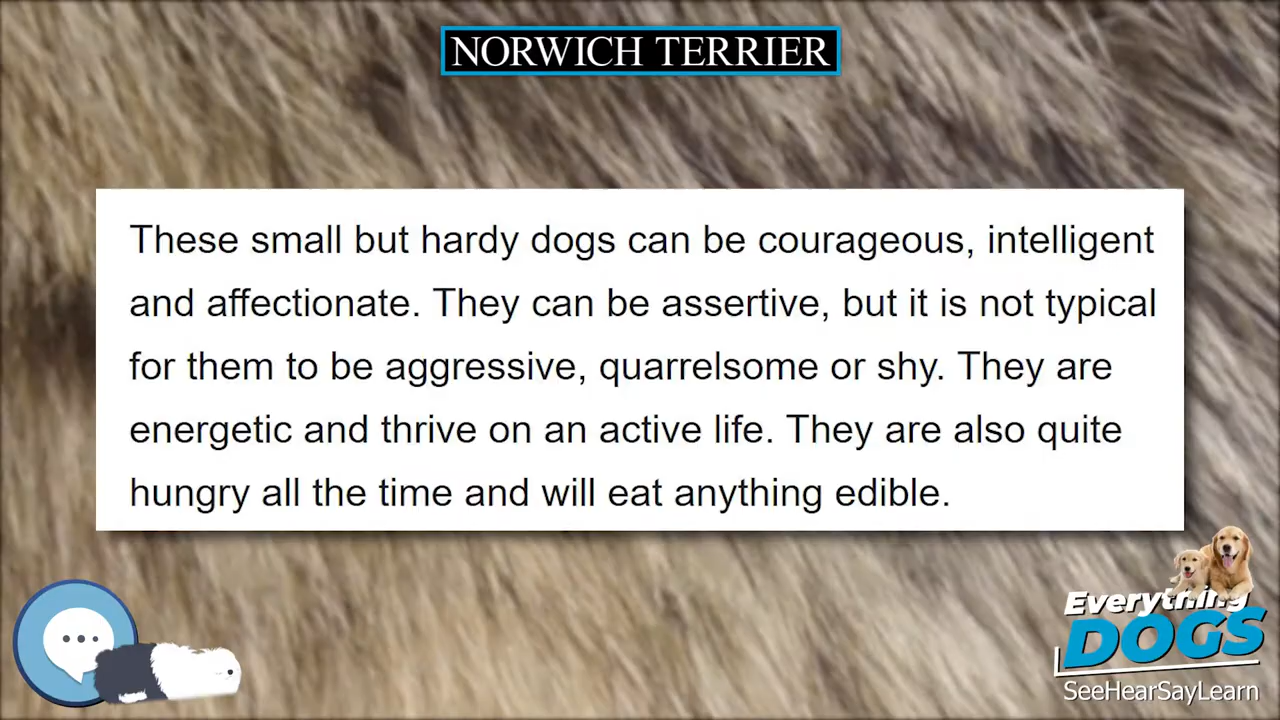 NORWICH TERRIER
These small but hardy dogs can be courageous, intelligent
and affectionate. They can be assertive, but it is not typical
for them to be aggressive, quarrelsome or shy. They are
energetic and thrive on an active life. They are also quite
hungry all the time and will eat anything edible.
Everything
DOGS
SeeHearSayLearn